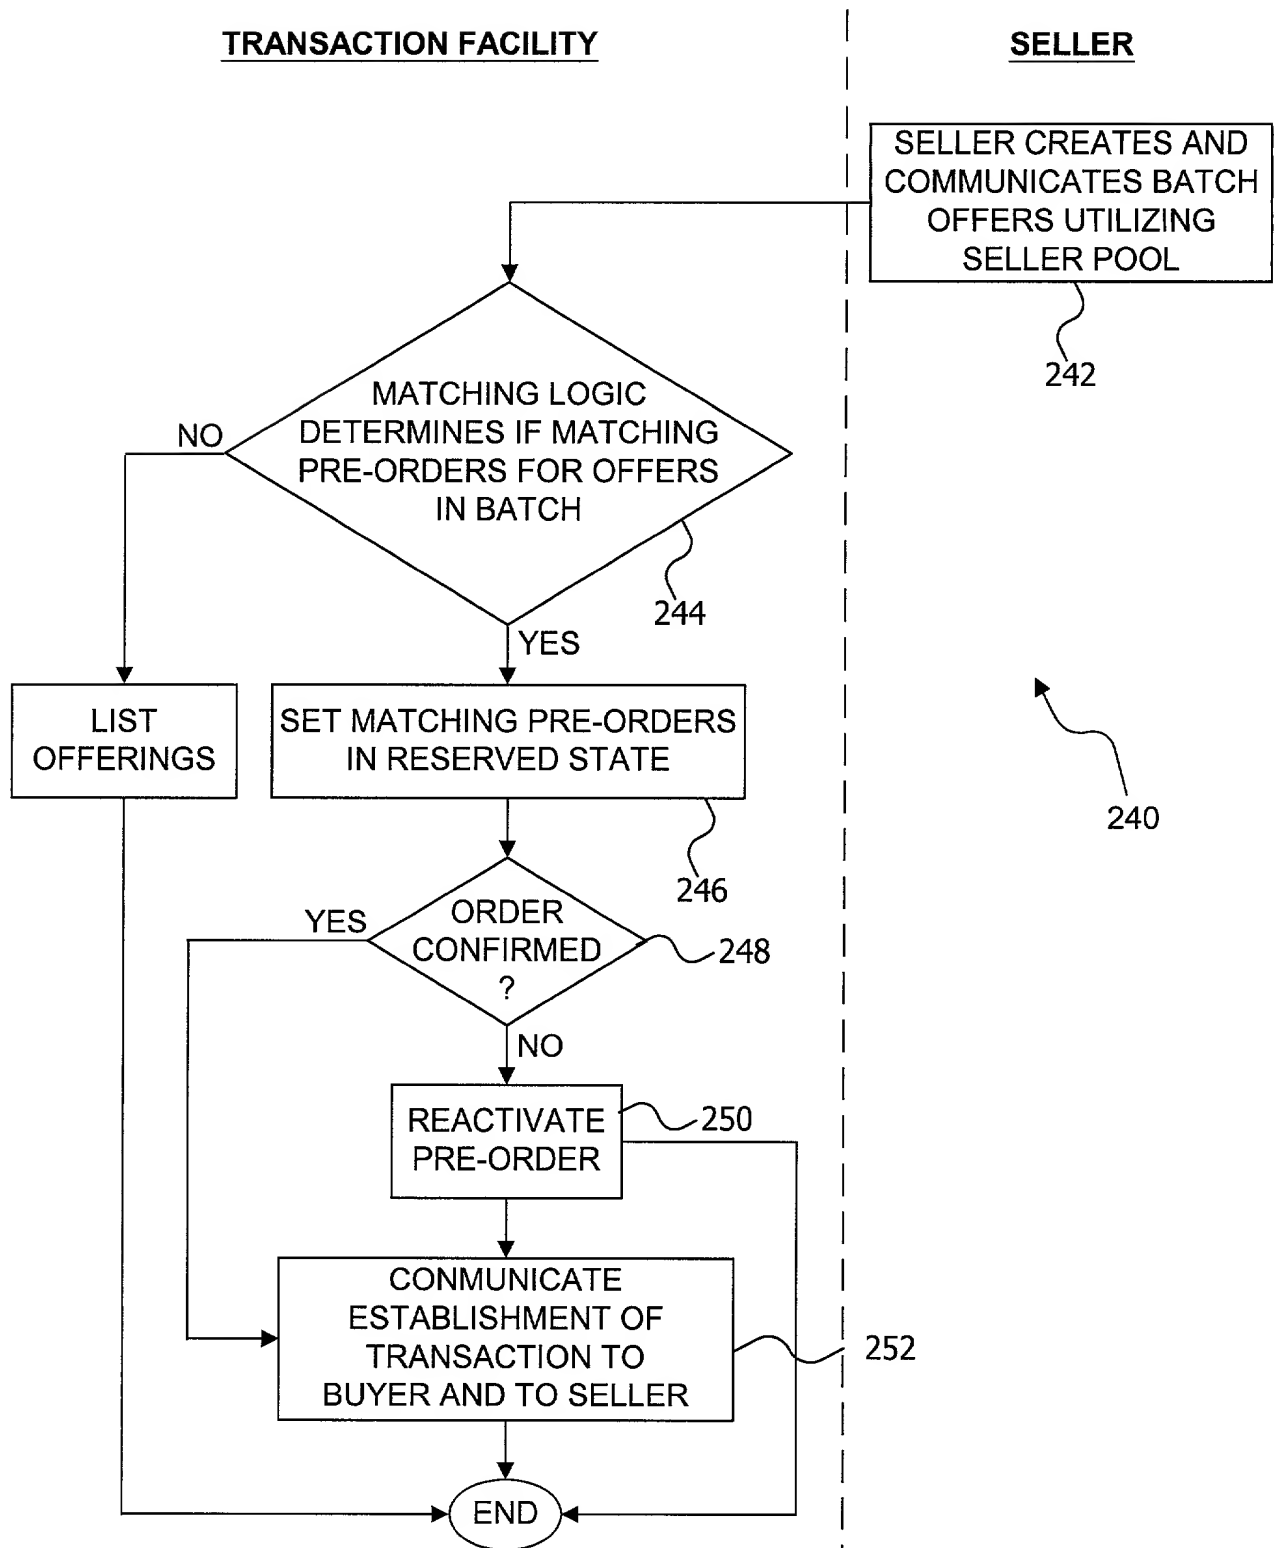 TRANSACTION FACILITY
SELLER
SELLER CREATES AND
COMMUNICATES BATCH
OFFERS UTILIZING
SELLER POOL
242
MATCHING LOGIC
DETERMINES IF MATCHING
PRE-ORDERS FOR OFFERS
IN BATCH
NO
244
YES
LIST
OFFERINGS
SET MATCHING PRE-ORDERS
IN RESERVED STATE
240
246
YES
ORDER
CONFIRMED
?
248
NO
REACTIVATE
PRE-ORDER
250
CONMUNICATE
ESTABLISHMENT OF
TRANSACTION TO
BUYER AND TO SELLER
252
END